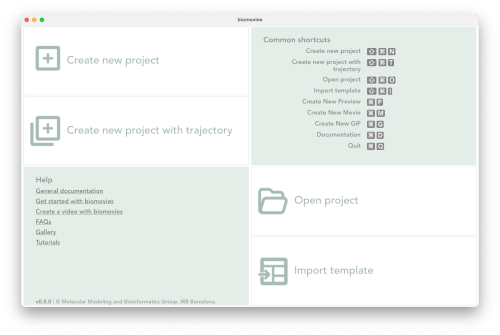 biomovies
Create new project
Create new project with trajectory
Common shortcuts
Create new project ⇧ ⌘ N
Create new project with
trajectory ⇧ ⌘ T
Open project ⇧ ⌘ O
Import template ⇧ ⌘ I
Create New Preview ⌘ P
Create New Movie ⌘ M
Create New GIF ⌘ G
Documentation ⌘ D
Quit ⌘ Q
Help
General documentation
Get started with biomovies
Create a video with biomovies
FAQs
Gallery
Tutorials
v0.3.0 | © Molecular Modeling and Bioinformatics Group. IRB Barcelona.
Open project
Import template